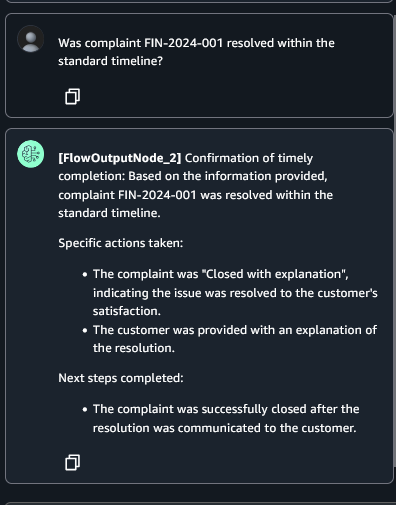 Was complaint FIN-2024-001 resolved within the
standard timeline?
[FlowOutputNode_2] Confirmation of timely
completion: Based on the information provided,
complaint FIN-2024-001 was resolved within the
standard timeline.
Specific actions taken:
• The complaint was "Closed with explanation",
indicating the issue was resolved to the customer's
satisfaction.
• The customer was provided with an explanation of
the resolution.
Next steps completed:
• The complaint was successfully closed after the
resolution was communicated to the customer.